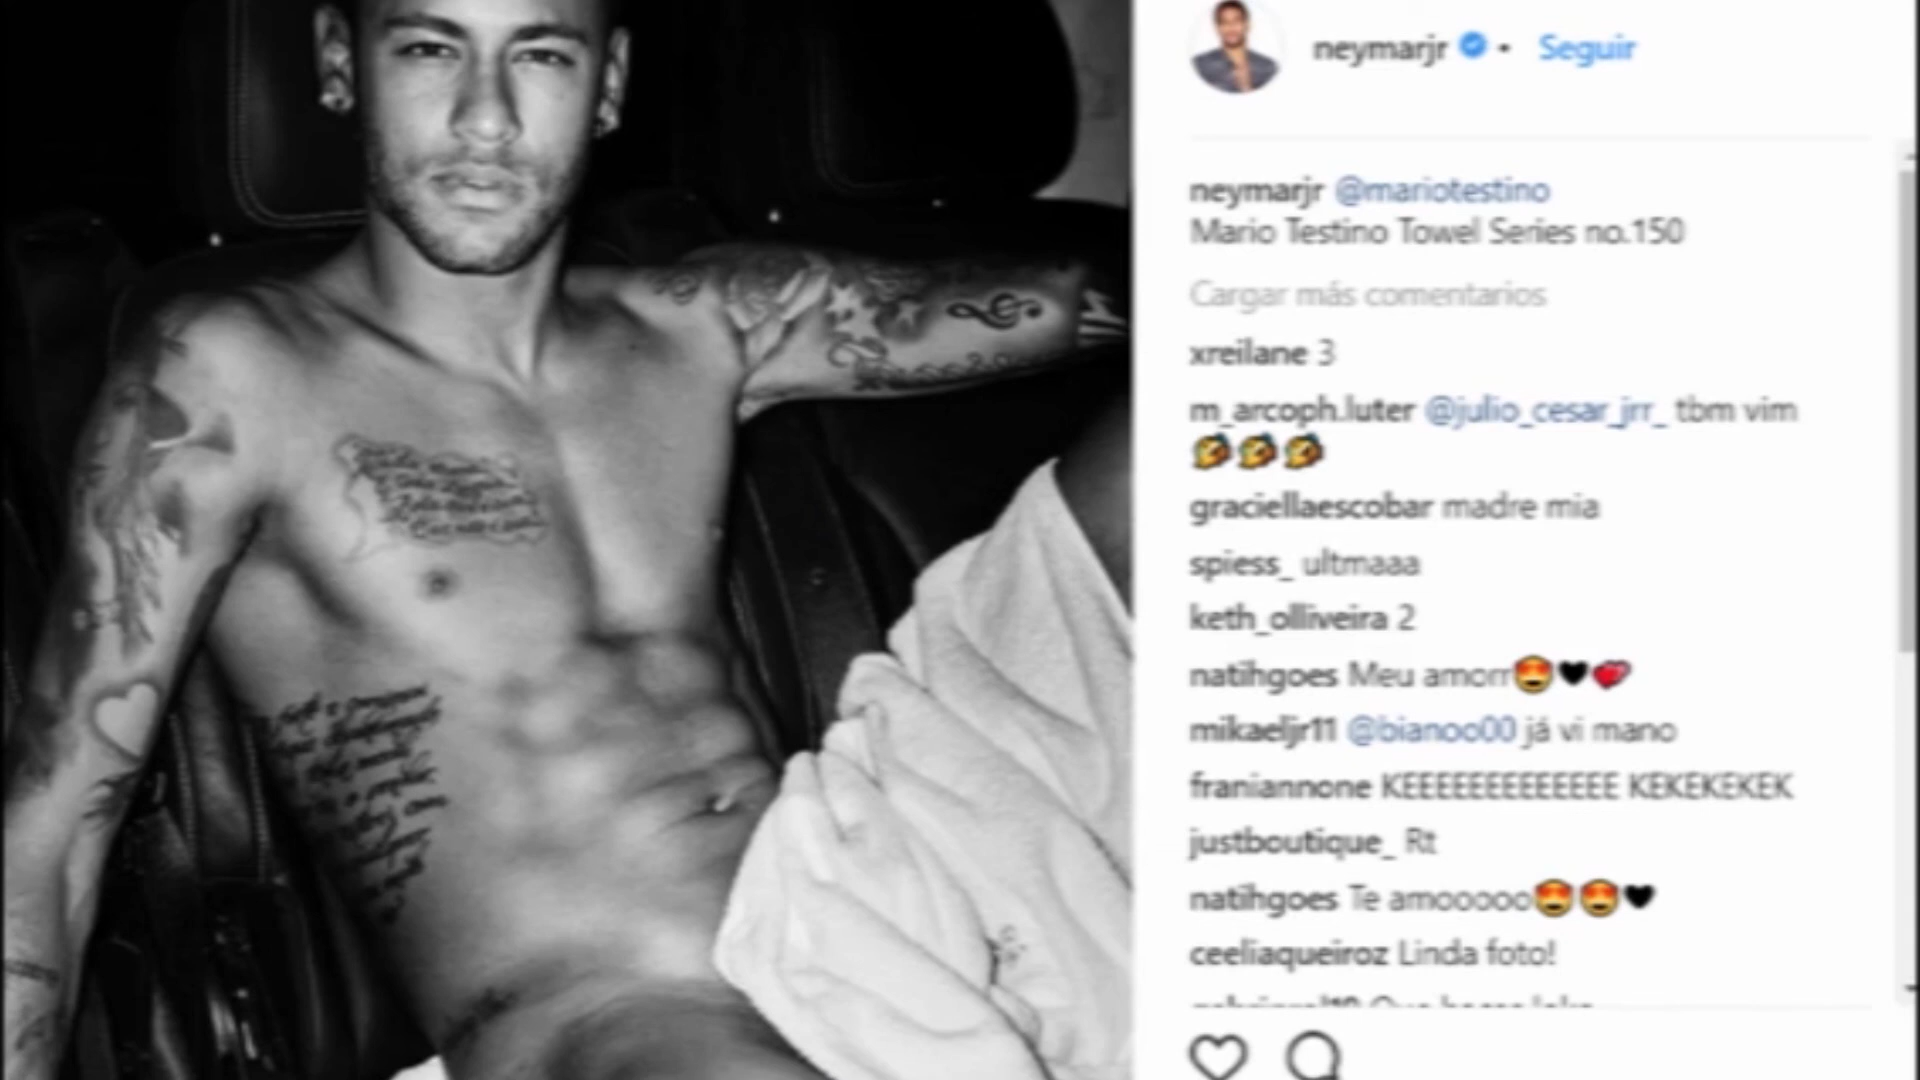 neymarjr • Seguir
neymarjr @mariotestino
Mario Testino Towel Series no.150
Cargar más comentarios
xreilane 3
m_arcoph.luter @julio_cesar_jrr_ tbm vim
🤣🤣🤣
graciellaescobar madre mia
spiess_ ultmaaa
keth_olliveira 2
natihgoes Meu amorr😍🖤💕
mikaeljr11 @bianoo00 já vi mano
franiannone KEEEEEEEEEEEEE KEKEKEKEK
justboutique_ Rt
natihgoes Te amooooo😍😍🖤
ceeliaqueiroz Linda foto!